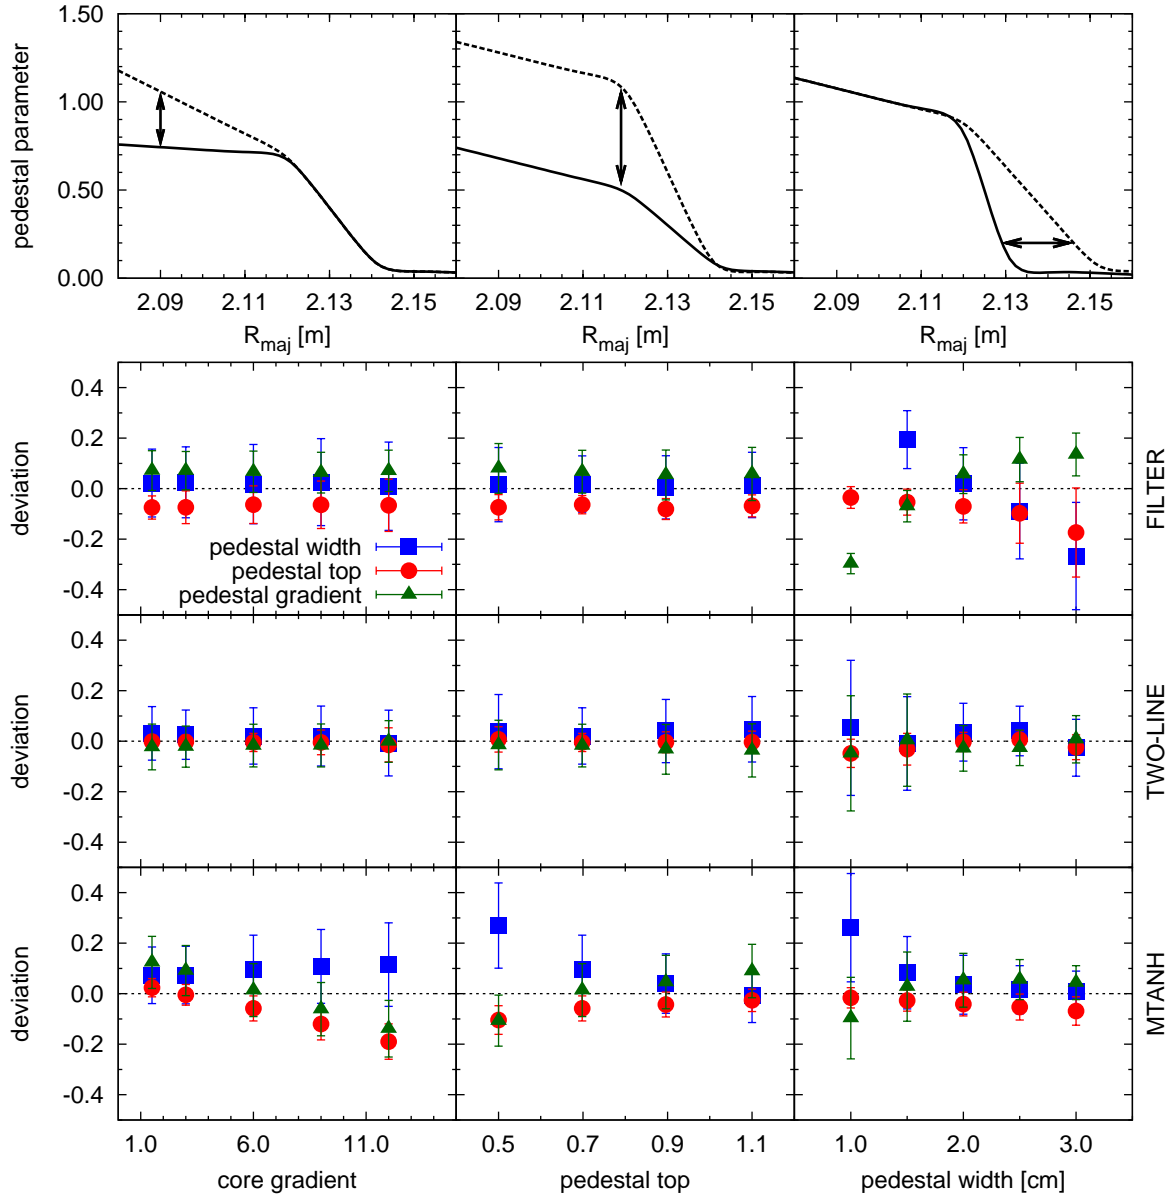 1.50
1.00
0.50
0.00
pedestal parameter
2.09 2.11 2.13 2.15
2.09 2.11 2.13 2.15
2.09 2.11 2.13 2.15
R_maj [m]
R_maj [m]
R_maj [m]
0.4
0.2
0.0
-0.2
-0.4
deviation
pedestal width
pedestal top
pedestal gradient
FILTER
0.4
0.2
0.0
-0.2
-0.4
deviation
TWO-LINE
0.4
0.2
0.0
-0.2
-0.4
deviation
MTANH
1.0 6.0 11.0
0.5 0.7 0.9 1.1
1.0 2.0 3.0
core gradient
pedestal top
pedestal width [cm]